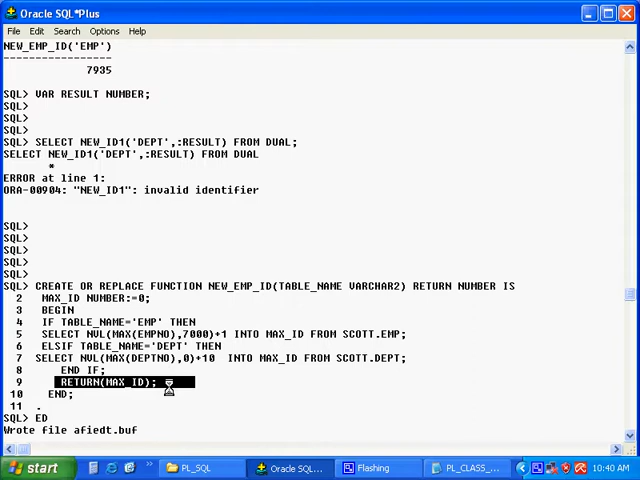 Oracle SQL*Plus
File Edit Search Options Help
NEW_EMP_ID('EMP')
-----------------
7935
SQL> VAR RESULT NUMBER;
SQL>
SQL>
SQL>
SQL> SELECT NEW_ID1('DEPT',:RESULT) FROM DUAL;
SELECT NEW_ID1('DEPT',:RESULT) FROM DUAL
*
ERROR at line 1:
ORA-00904: "NEW_ID1": invalid identifier
SQL>
SQL>
SQL>
SQL>
SQL>
SQL> CREATE OR REPLACE FUNCTION NEW_EMP_ID(TABLE_NAME VARCHAR2) RETURN NUMBER IS
2 MAX_ID NUMBER:=0;
3 BEGIN
4 IF TABLE_NAME='EMP' THEN
5 SELECT NVL(MAX(EMPNO),7000)+1 INTO MAX_ID FROM SCOTT.EMP;
6 ELSIF TABLE_NAME='DEPT' THEN
7 SELECT NVL(MAX(DEPTNO),0)+10 INTO MAX_ID FROM SCOTT.DEPT;
8 END IF;
9 RETURN(MAX_ID);
10 END;
11 .
SQL> ED
Wrote file afiedt.buf
start PL_SQL Oracle SQL... Flashing PL_CLASS_... 10:40 AM